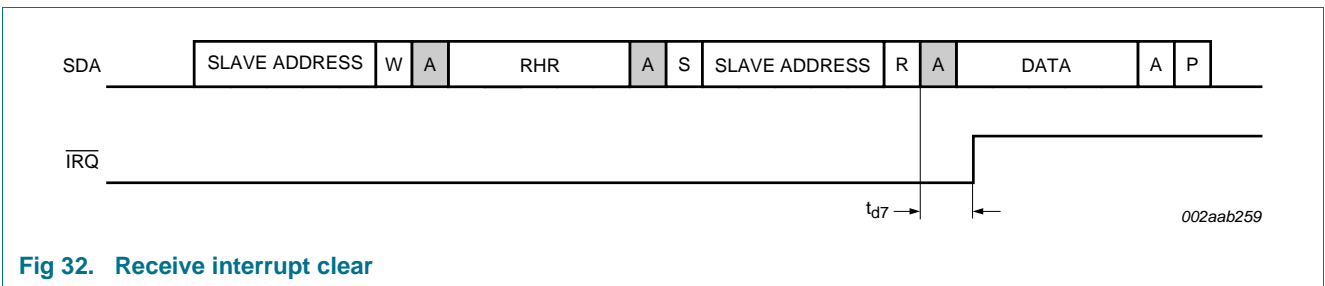 SDA SLAVE ADDRESS W A RHR A S SLAVE ADDRESS R A DATA A P
IRQ
td7
002aab259
Fig 32. Receive interrupt clear